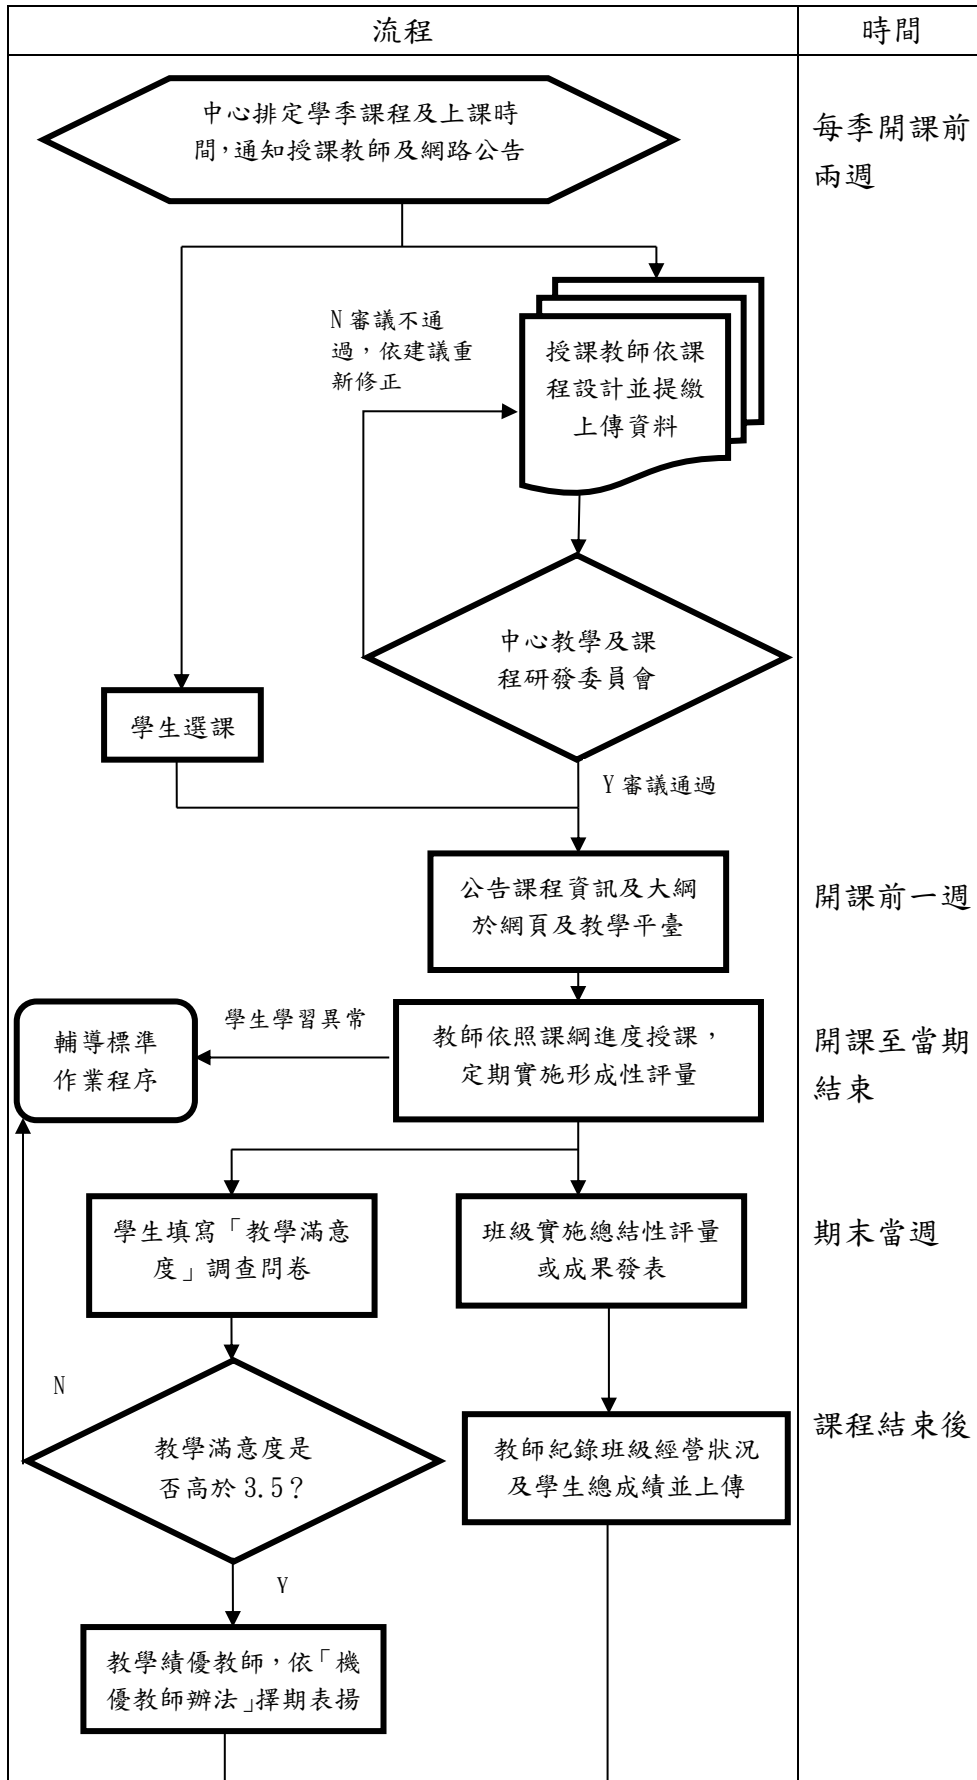 流程
時間
中心排定學季課程及上課時
間，通知授課教師及網路公告
每季開課前
兩週
N 審議不通
過，依建議重
新修正
授課教師依課
程設計並提繳
上傳資料
中心教學及課
程研發委員會
學生選課
Y 審議通過
公告課程資訊及大綱
於網頁及教學平臺
開課前一週
學生學習異常
輔導標準
作業程序
教師依照課綱進度授課，
定期實施形成性評量
開課至當期
結束
學生填寫「教學滿意
度」調查問卷
班級實施總結性評量
或成果發表
期末當週
N
教學滿意度是
否高於 3.5？
教師紀錄班級經營狀況
及學生總成績並上傳
課程結束後
Y
教學績優教師，依「機
優教師辦法」擇期表揚